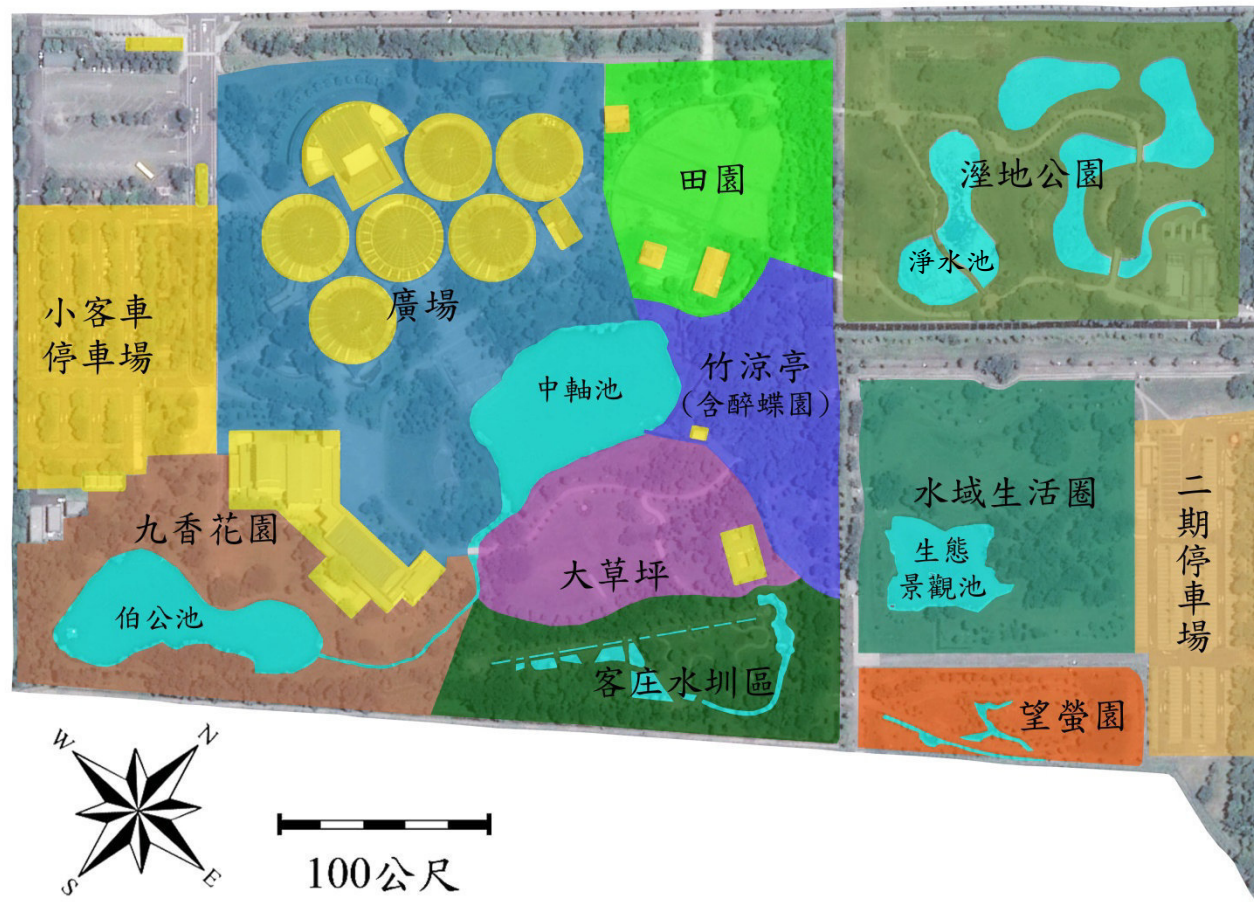 田園
溼地公園
淨水池
小客車
停車場
廣場
中軸池
竹涼亭
（含醉蝶園）
九香花園
伯公池
大草坪
客庄水圳區
水域生活圈
生態
景觀池
二期停車場
望螢園
W
N
S
E
100公尺